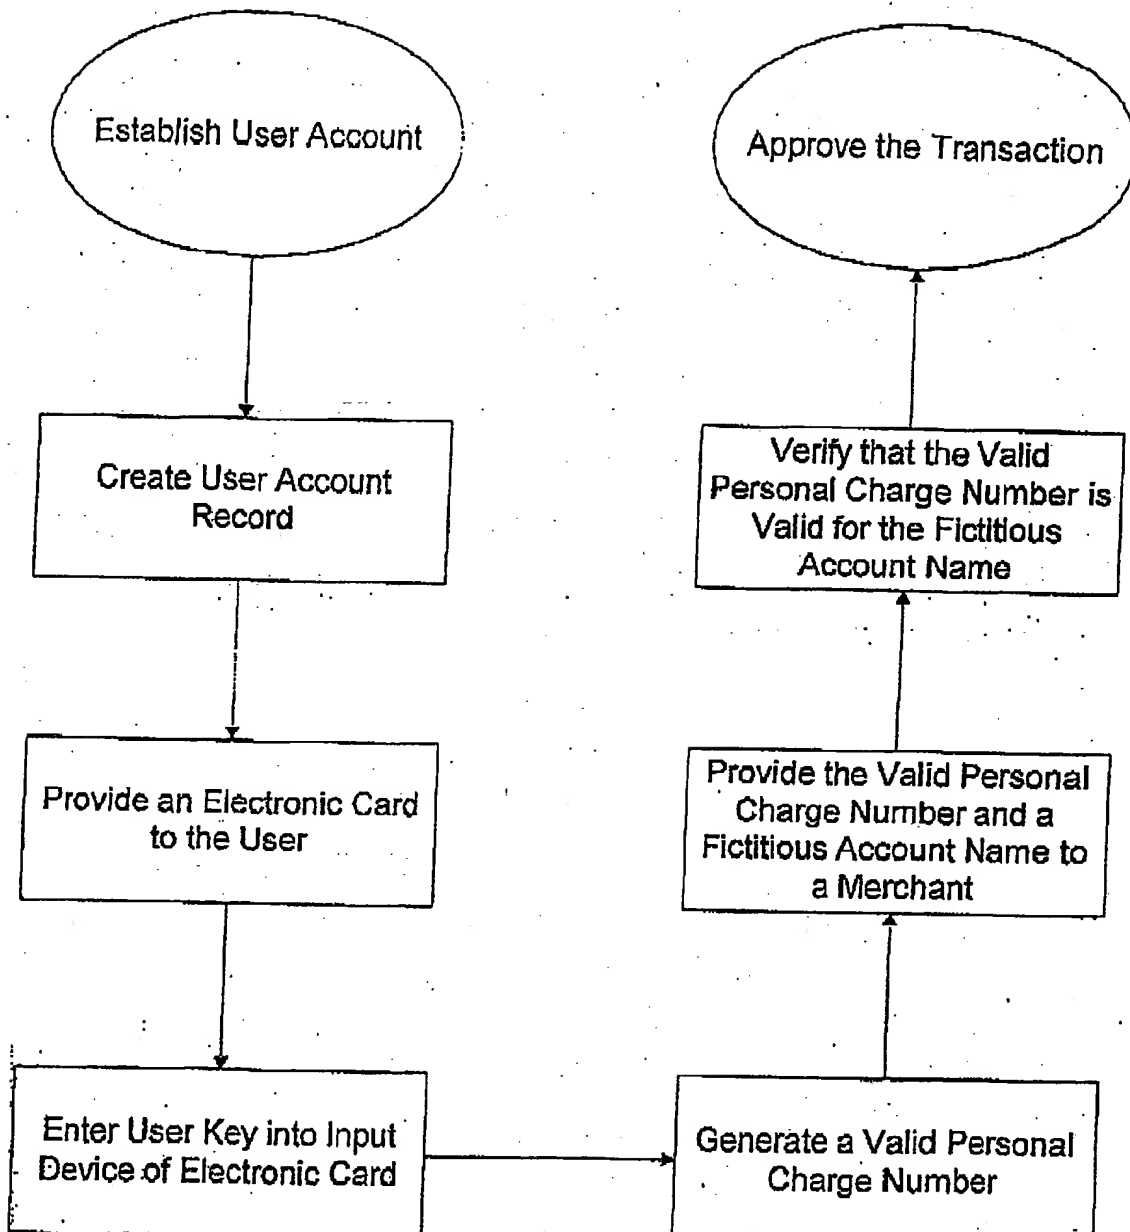 Establish User Account
Create User Account
Record
Provide an Electronic Card
to the User
Enter User Key into Input
Device of Electronic Card
Generate a Valid Personal
Charge Number
Provide the Valid Personal
Charge Number and a
Fictitious Account Name to
a Merchant
Verify that the Valid
Personal Charge Number is
Valid for the Fictitious
Account Name
Approve the Transaction